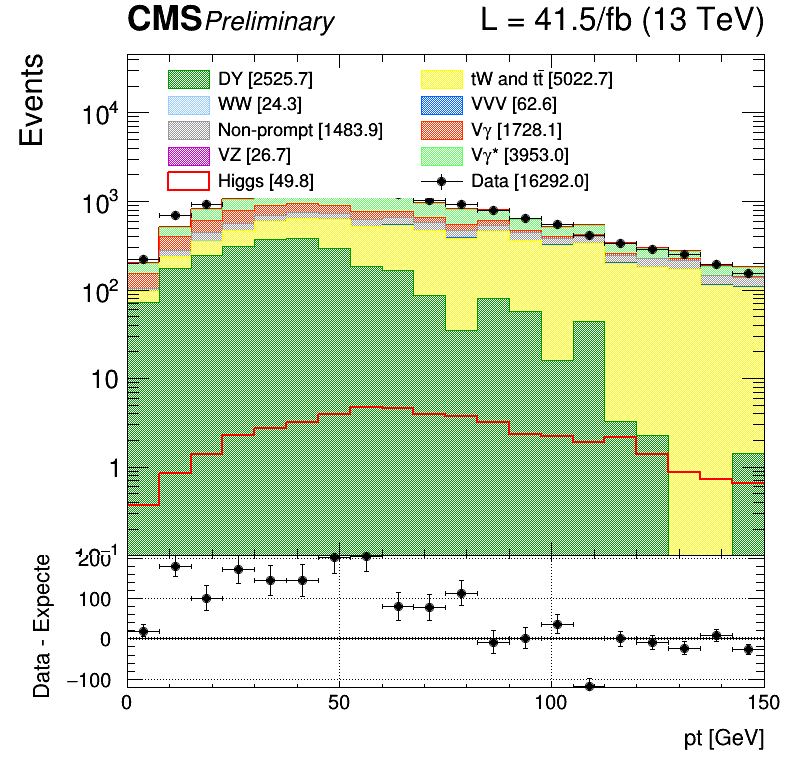 CMS Preliminary L = 41.5/fb (13 TeV)
Events
DY [2525.7] tW and tt̄ [5022.7]
WW [24.3] VVV [62.6]
Non-prompt [1483.9] Vγ [1728.1]
VZ [26.7] Vγ* [3953.0]
Higgs [49.8] Data [16292.0]
10⁴
10³
10²
10
1
10⁻¹
Data - Expecte
200
100
0
−100
0 50 100 150
pt [GeV]